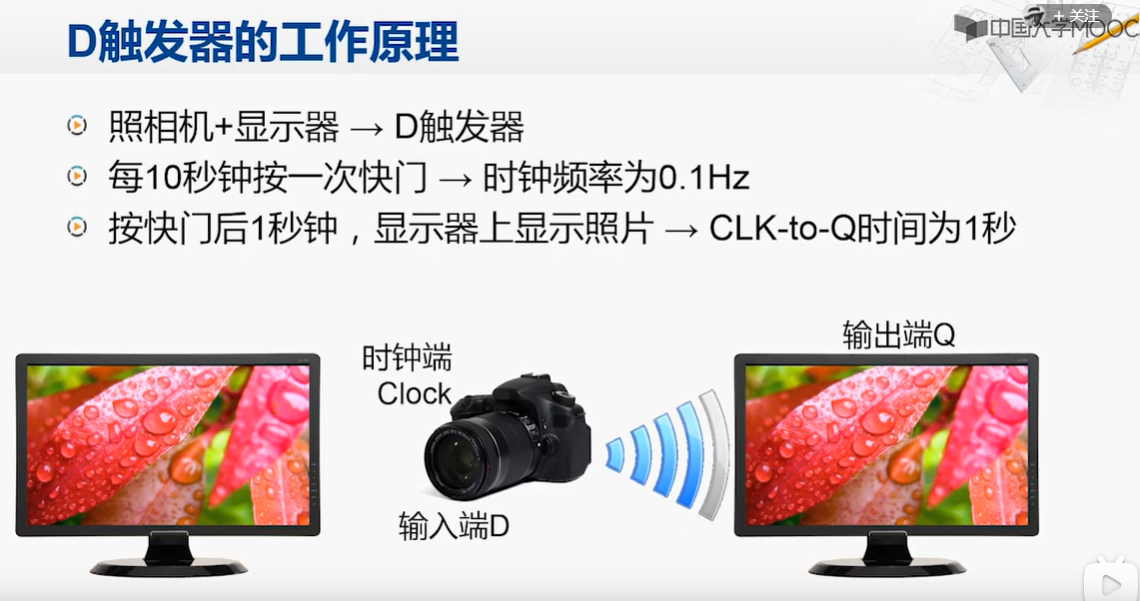 D触发器的工作原理
+ 关注
中国大学MOOC
照相机+显示器 → D触发器
每10秒钟按一次快门 → 时钟频率为0.1Hz
按快门后1秒钟，显示器上显示照片 → CLK-to-Q时间为1秒
输出端Q
时钟端
Clock
输入端D